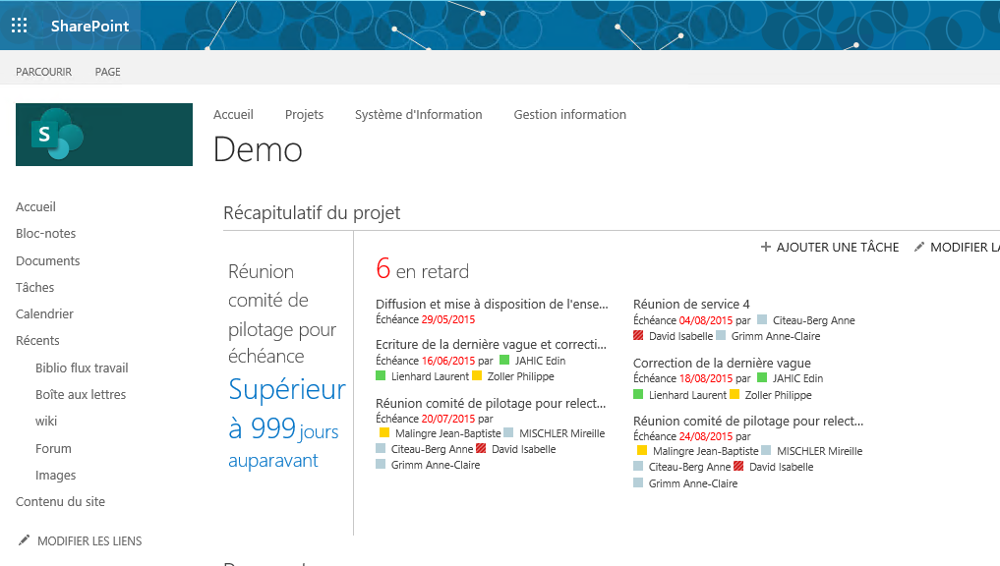 SharePoint
PARCOURIR PAGE
S
Accueil Projets Système d'Information Gestion information
Demo
Accueil
Bloc-notes
Documents
Tâches
Calendrier
Récents
Biblio flux travail
Boîte aux lettres
wiki
Forum
Images
Contenu du site
MODIFIER LES LIENS
Récapitulatif du projet
AJOUTER UNE TÂCHE MODIFIER LA
Réunion
comité de
pilotage pour
échéance
Supérieur
à 999 jours
auparavant
6 en retard
Diffusion et mise à disposition de l'ense...
Échéance 29/05/2015
Ecriture de la dernière vague et correcti...
Échéance 16/06/2015 par JAHIC Edin
Lienhard Laurent Zoller Philippe
Réunion comité de pilotage pour relect...
Échéance 20/07/2015 par
Malingre Jean-Baptiste MISCHLER Mireille
Citeau-Berg Anne David Isabelle
Grimm Anne-Claire
Réunion de service 4
Échéance 04/08/2015 par Citeau-Berg Anne
David Isabelle Grimm Anne-Claire
Correction de la dernière vague
Échéance 18/08/2015 par JAHIC Edin
Lienhard Laurent Zoller Philippe
Réunion comité de pilotage pour relect...
Échéance 24/08/2015 par
Malingre Jean-Baptiste MISCHLER Mireille
Citeau-Berg Anne David Isabelle
Grimm Anne-Claire